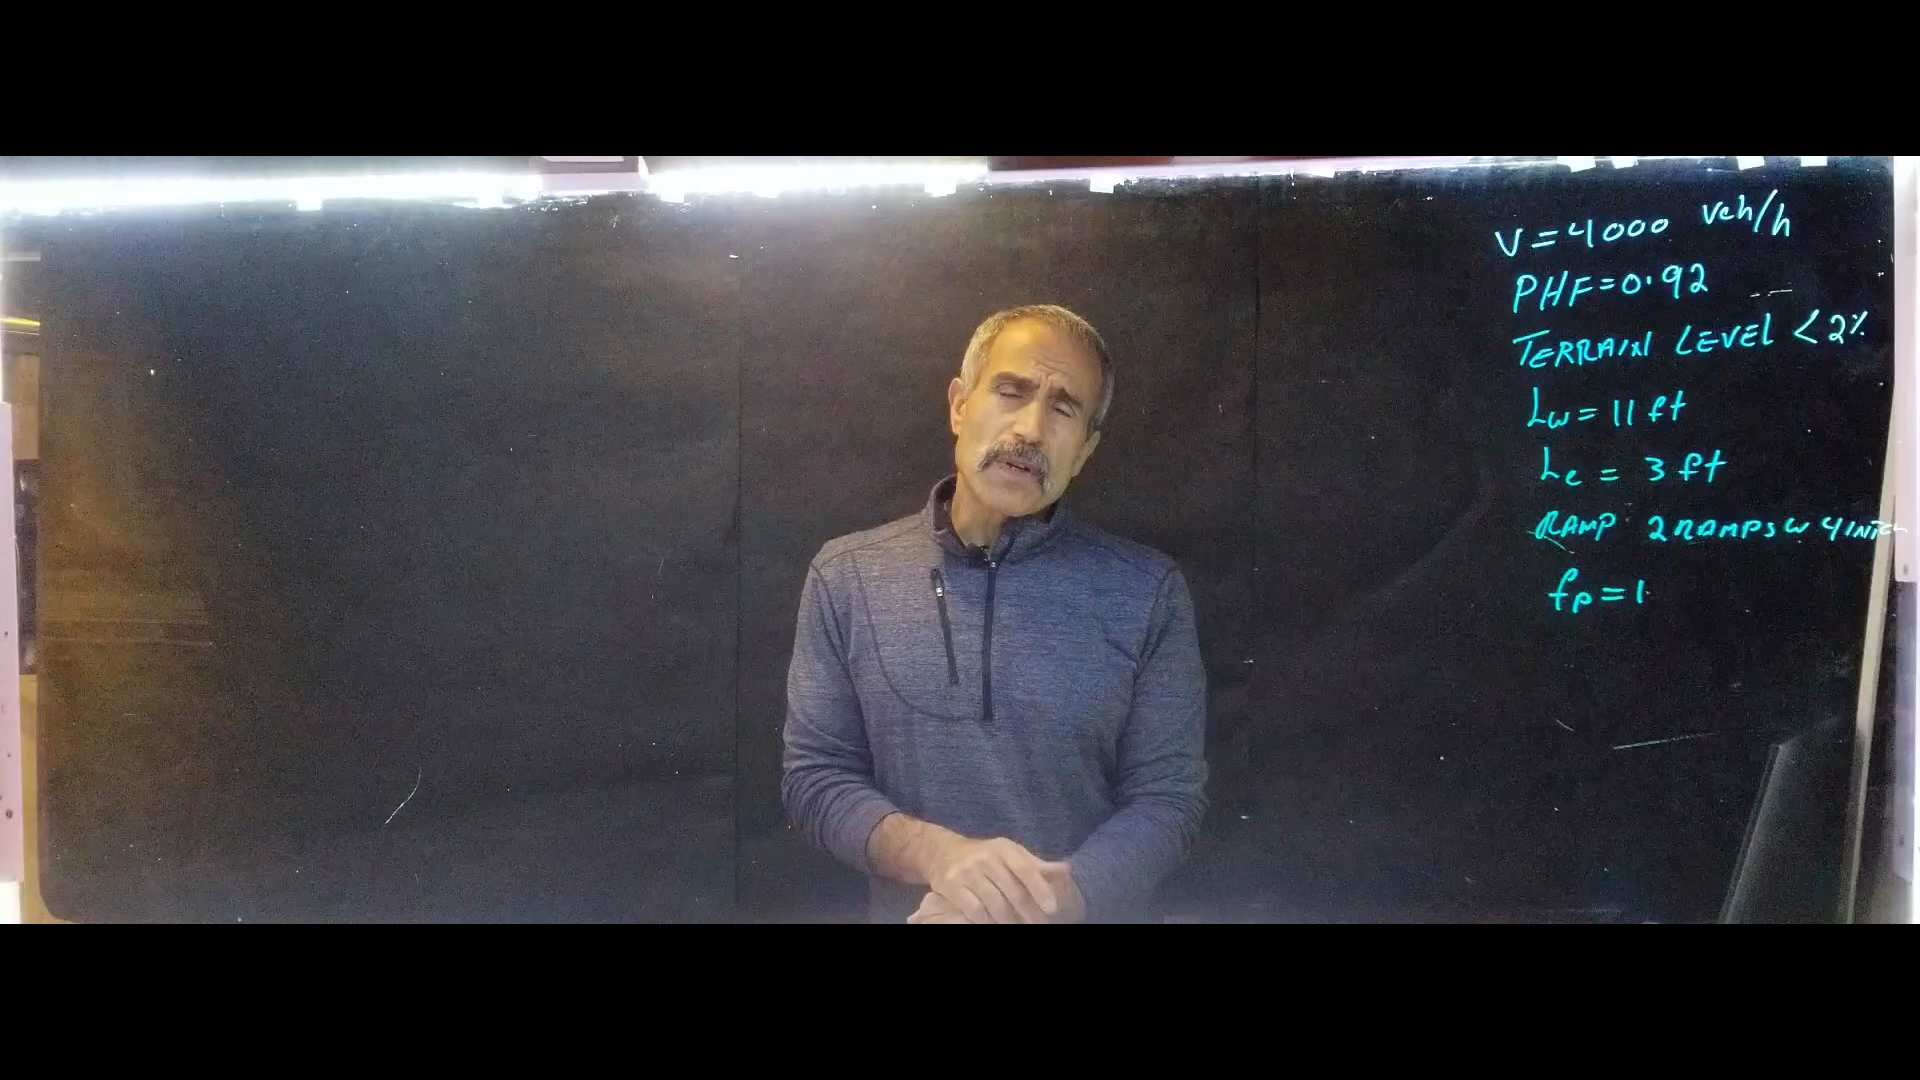 V = 4000 veh/h
PHF = 0.92
TERRAIN LEVEL < 2%
Lw = 11 ft
Lc = 3 ft
RAMP 2 RAMPS W
fp = 1